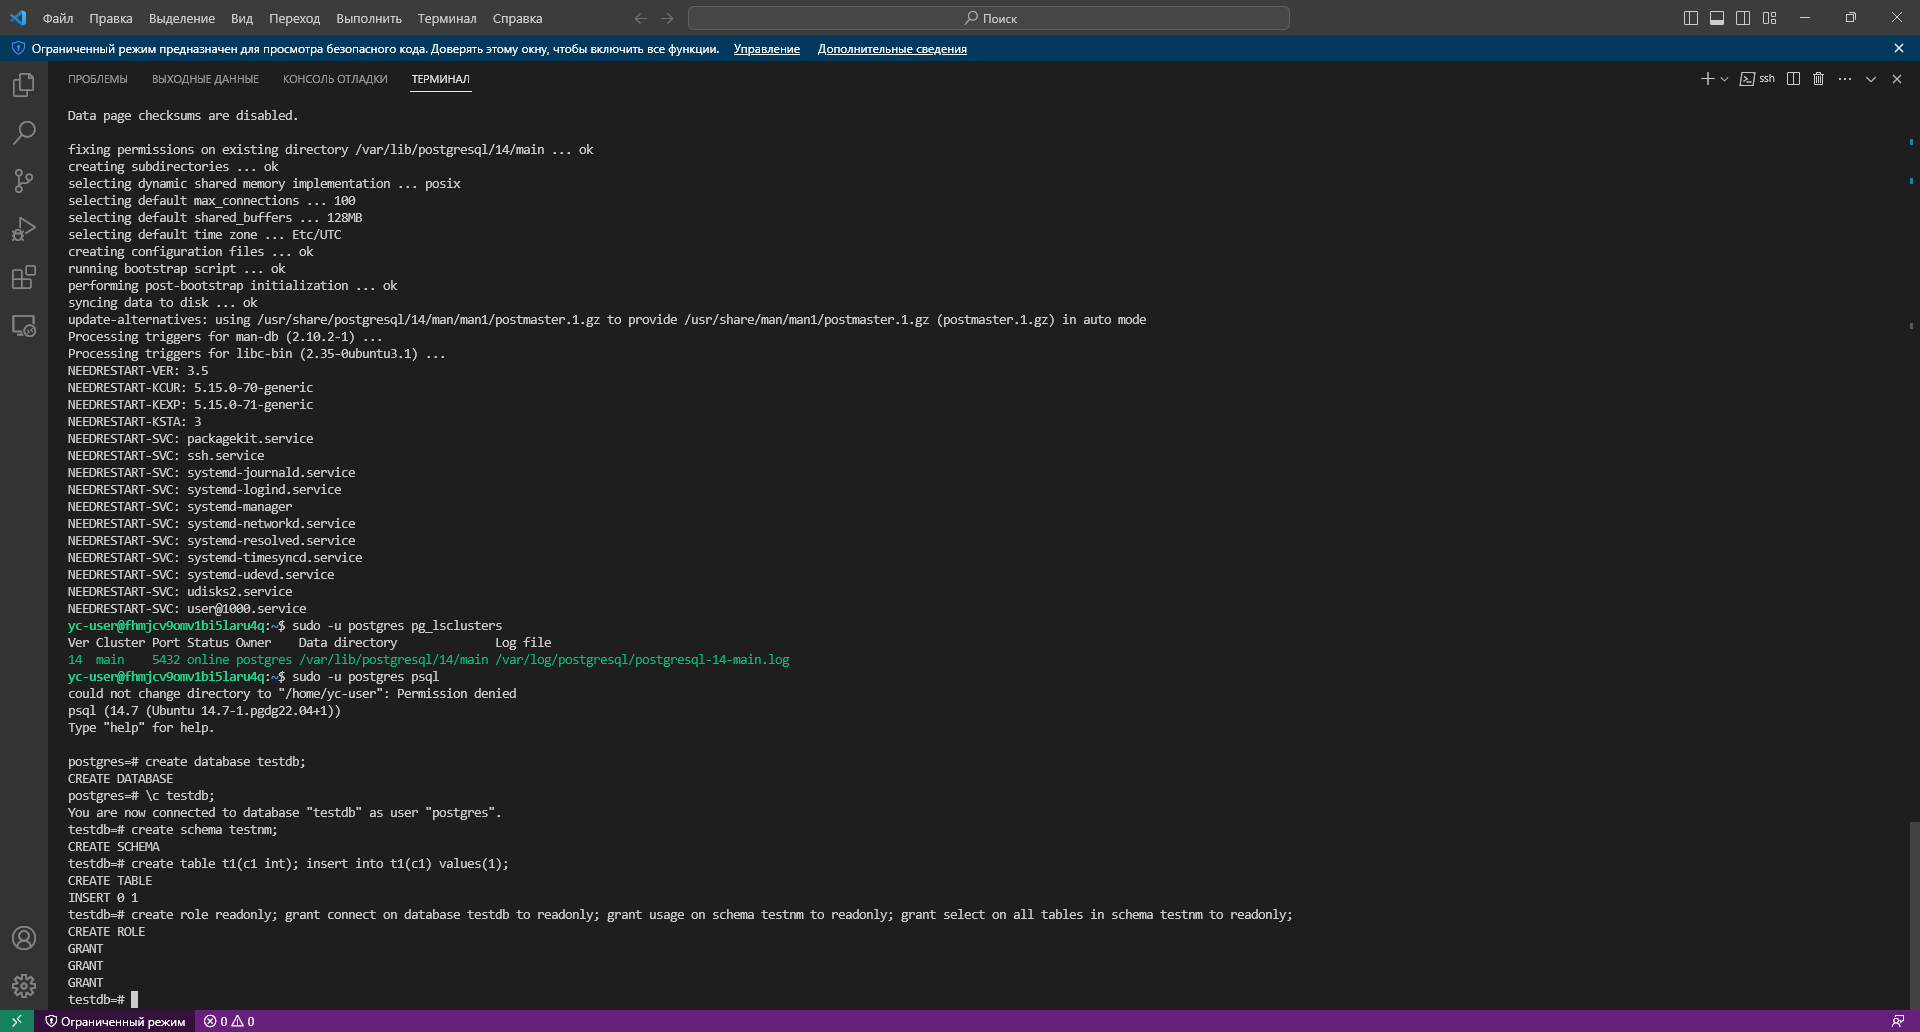 Файл Правка Выделение Вид Переход Выполнить Терминал Справка
Поиск
Ограниченный режим предназначен для просмотра безопасного кода. Доверять этому окну, чтобы включить все функции. Управление Дополнительные сведения
ПРОБЛЕМЫ ВЫХОДНЫЕ ДАННЫЕ КОНСОЛЬ ОТЛАДКИ ТЕРМИНАЛ
ssh
Data page checksums are disabled.
fixing permissions on existing directory /var/lib/postgresql/14/main ... ok
creating subdirectories ... ok
selecting dynamic shared memory implementation ... posix
selecting default max_connections ... 100
selecting default shared_buffers ... 128MB
selecting default time zone ... Etc/UTC
creating configuration files ... ok
running bootstrap script ... ok
performing post-bootstrap initialization ... ok
syncing data to disk ... ok
update-alternatives: using /usr/share/postgresql/14/man/man1/postmaster.1.gz to provide /usr/share/man/man1/postmaster.1.gz (postmaster.1.gz) in auto mode
Processing triggers for man-db (2.10.2-1) ...
Processing triggers for libc-bin (2.35-0ubuntu3.1) ...
NEEDRESTART-VER: 3.5
NEEDRESTART-KCUR: 5.15.0-70-generic
NEEDRESTART-KEXP: 5.15.0-71-generic
NEEDRESTART-KSTA: 3
NEEDRESTART-SVC: packagekit.service
NEEDRESTART-SVC: ssh.service
NEEDRESTART-SVC: systemd-journald.service
NEEDRESTART-SVC: systemd-logind.service
NEEDRESTART-SVC: systemd-manager
NEEDRESTART-SVC: systemd-networkd.service
NEEDRESTART-SVC: systemd-resolved.service
NEEDRESTART-SVC: systemd-timesyncd.service
NEEDRESTART-SVC: systemd-udevd.service
NEEDRESTART-SVC: udisks2.service
NEEDRESTART-SVC: user@1000.service
yc-user@fhmjcv9omv1bi5laru4q:~$ sudo -u postgres pg_lsclusters
Ver Cluster Port Status Owner    Data directory              Log file
14  main    5432 online postgres /var/lib/postgresql/14/main /var/log/postgresql/postgresql-14-main.log
yc-user@fhmjcv9omv1bi5laru4q:~$ sudo -u postgres psql
could not change directory to "/home/yc-user": Permission denied
psql (14.7 (Ubuntu 14.7-1.pgdg22.04+1))
Type "help" for help.
postgres=# create database testdb;
CREATE DATABASE
postgres=# \c testdb;
You are now connected to database "testdb" as user "postgres".
testdb=# create schema testnm;
CREATE SCHEMA
testdb=# create table t1(c1 int); insert into t1(c1) values(1);
CREATE TABLE
INSERT 0 1
testdb=# create role readonly; grant connect on database testdb to readonly; grant usage on schema testnm to readonly; grant select on all tables in schema testnm to readonly;
CREATE ROLE
GRANT
GRANT
GRANT
testdb=#
Ограниченный режим 0 0